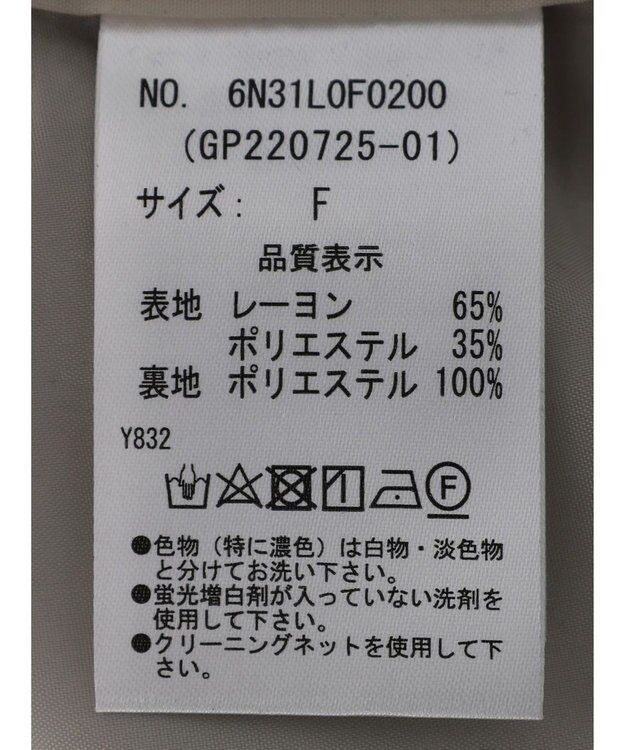 NO. 6N31L0F0200
(GP220725-01)
サイズ: F
品質表示
表地 レーヨン 65%
ポリエステル 35%
裏地 ポリエステル 100%
Y832
F
●色物（特に濃色）は白物・淡色物
と分けてお洗い下さい。
●蛍光増白剤が入っていない洗剤を
使用して下さい。
●クリーニングネットを使用して下
さい。